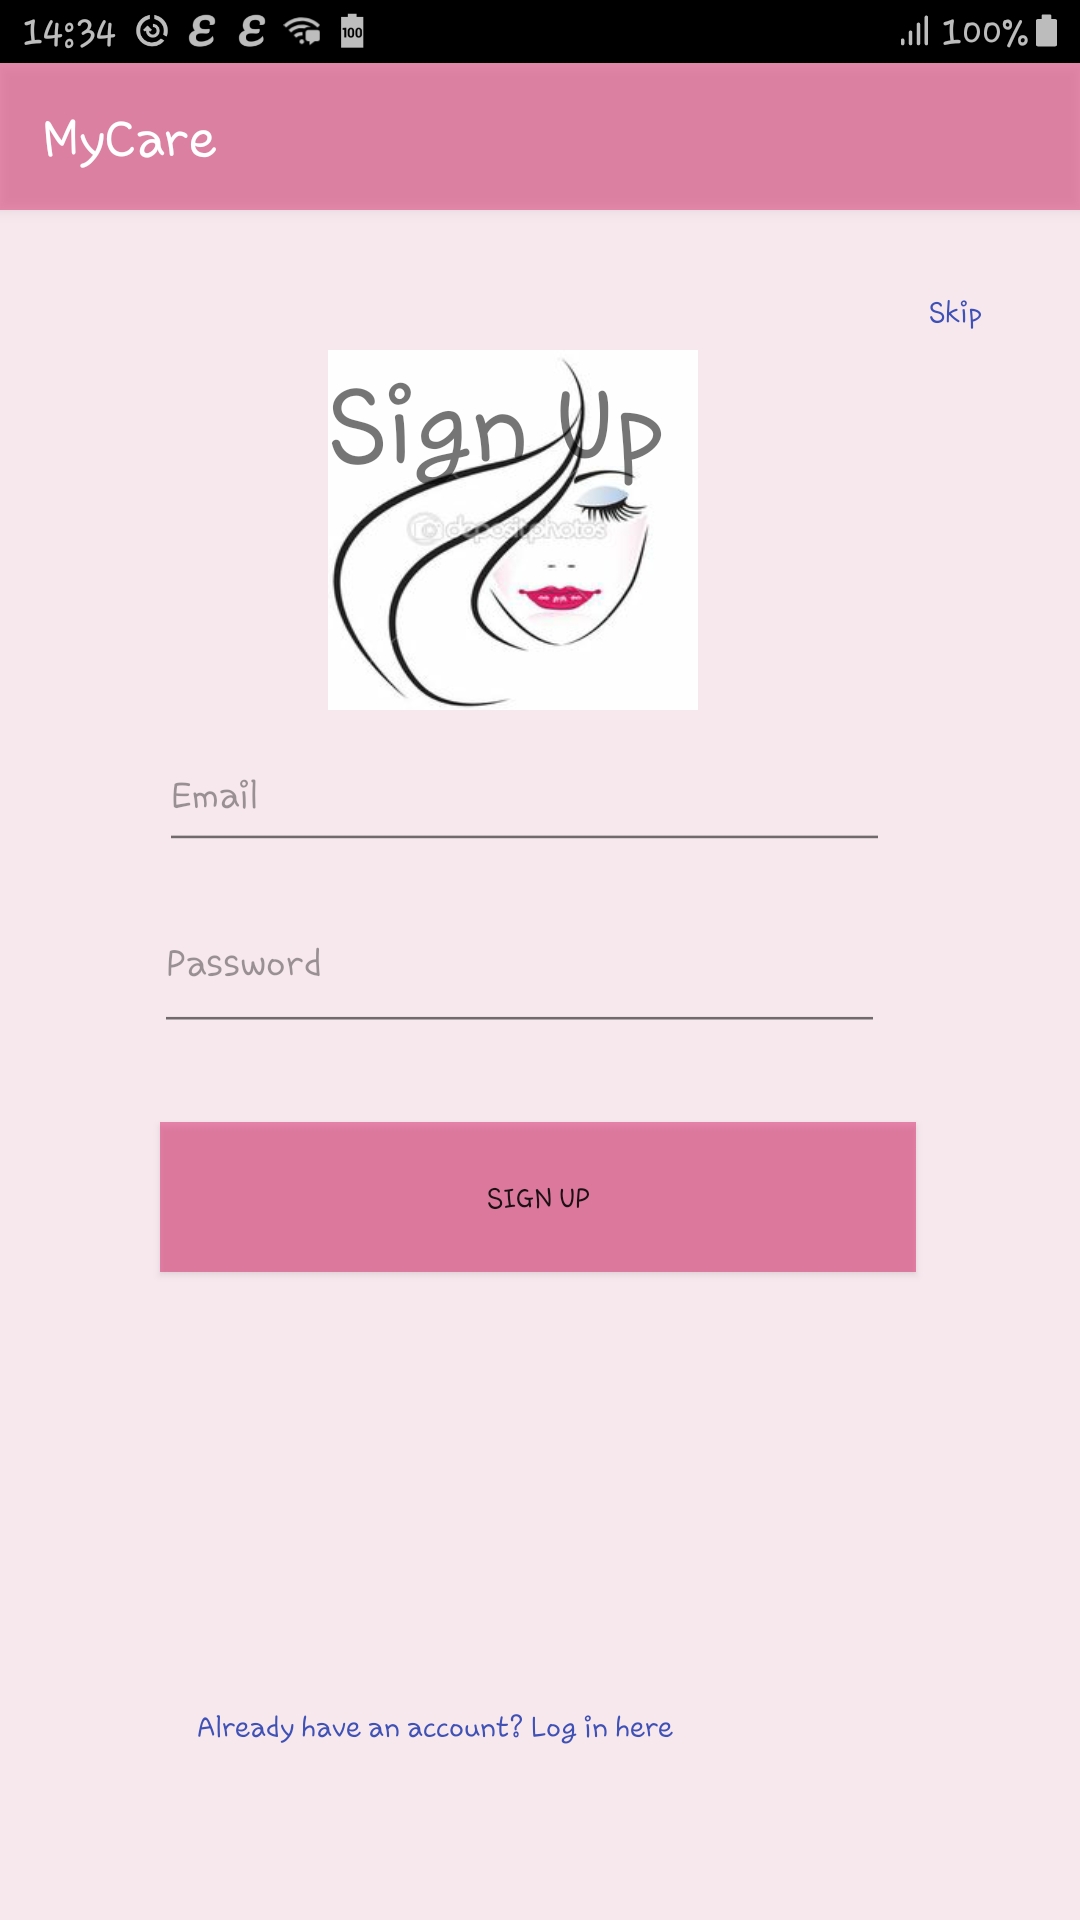 14:34 100 100%
MyCare
Skip
Sign Up
depositphotos
Email
Password
SIGN UP
Already have an account? Log in here